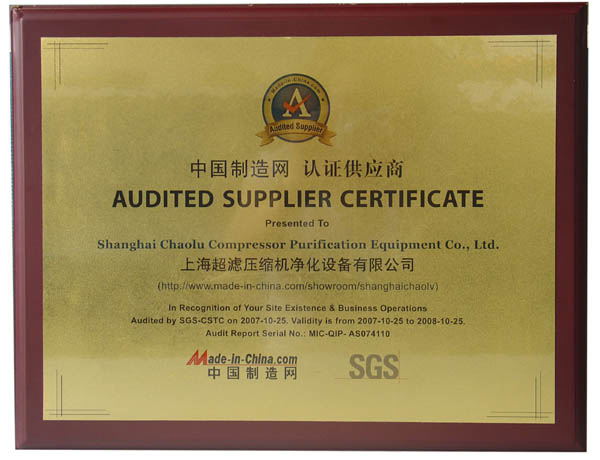 Made-in-China.com
A
Audited Supplier
中国制造网 认证供应商
AUDITED SUPPLIER CERTIFICATE
Presented To
Shanghai Chaolu Compressor Purification Equipment Co., Ltd.
上海超滤压缩机净化设备有限公司
(http://www.made-in-china.com/showroom/shanghaichaolv)
In Recognition of Your Site Existence & Business Operations
Audited by SGS-CSTC on 2007-10-25. Validity is from 2007-10-25 to 2008-10-25.
Audit Report Serial No.: MIC-QIP- AS074110
Made-in-China.com
中国制造网
SGS